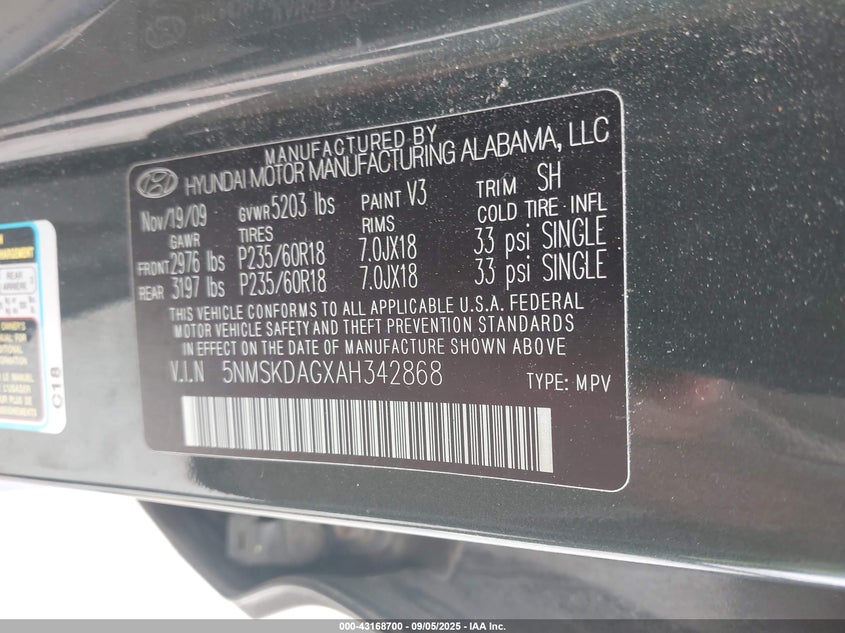 MANUFACTURED BY
HYUNDAI MOTOR MANUFACTURING ALABAMA, LLC
Nov/19/09 GVWR 5203 lbs PAINT V3 TRIM SH
GAWR TIRES RIMS COLD TIRE INFL
FRONT 2976 lbs P235/60R18 7.0JX18 33 psi SINGLE
REAR 3197 lbs P235/60R18 7.0JX18 33 psi SINGLE
THIS VEHICLE CONFORMS TO ALL APPLICABLE U.S.A. FEDERAL
MOTOR VEHICLE SAFETY AND THEFT PREVENTION STANDARDS
IN EFFECT ON THE DATE OF MANUFACTURE SHOWN ABOVE
V.I.N 5NMSKDAGXAH342868 TYPE: MPV
REAR
ARRIÈRE
OWNER'S
C18
000-43168700 - 09/05/2025 - IAA Inc.